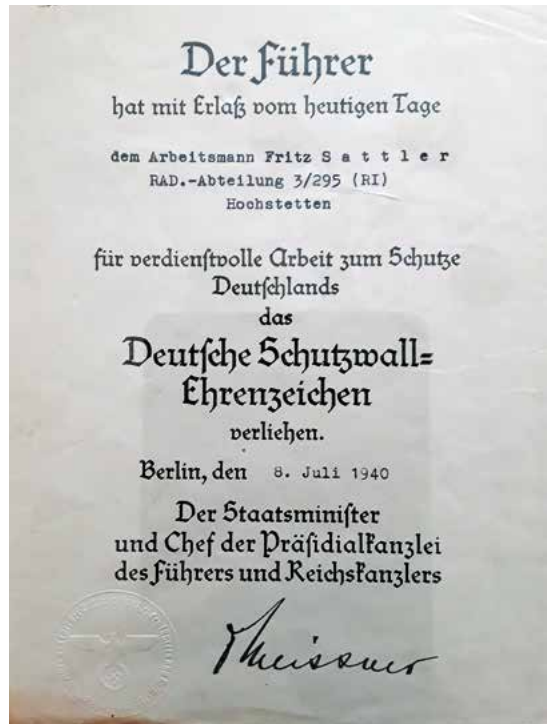 Der Führer
hat mit Erlaß vom heutigen Tage
dem Arbeitsmann Fritz S a t t l e r
RAD.-Abteilung 3/295 (RI)
Hochstetten
für verdienstvolle Arbeit zum Schutze
Deutschlands
das
Deutsche Schutzwall=
Ehrenzeichen
verliehen.
Berlin, den 8. Juli 1940
Der Staatsminister
und Chef der Präsidialkanzlei
des Führers und Reichskanzlers
Meissner